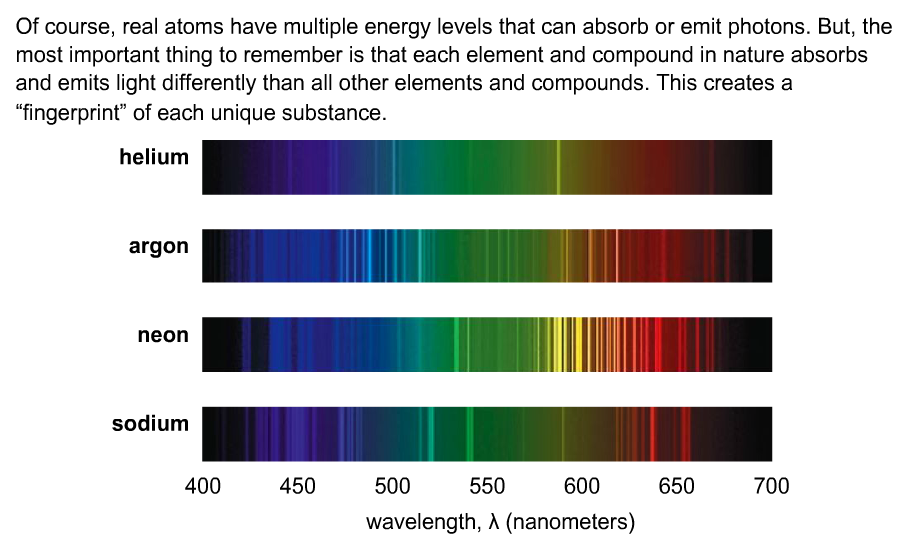 Of course, real atoms have multiple energy levels that can absorb or emit photons. But, the
most important thing to remember is that each element and compound in nature absorbs
and emits light differently than all other elements and compounds. This creates a
“fingerprint” of each unique substance.
helium
argon
neon
sodium
400 450 500 550 600 650 700
wavelength, λ (nanometers)